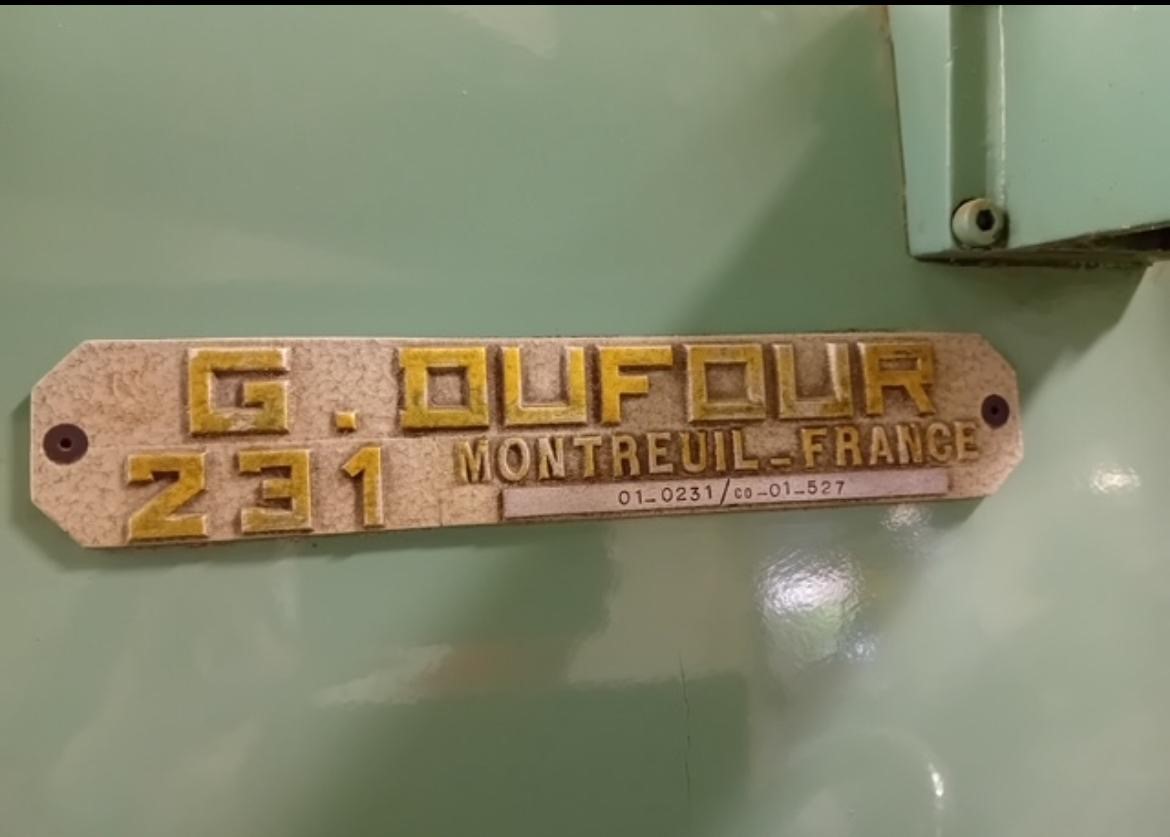 G. DUFOUR
231 MONTREUIL-FRANCE
01-0231/CO-01-527